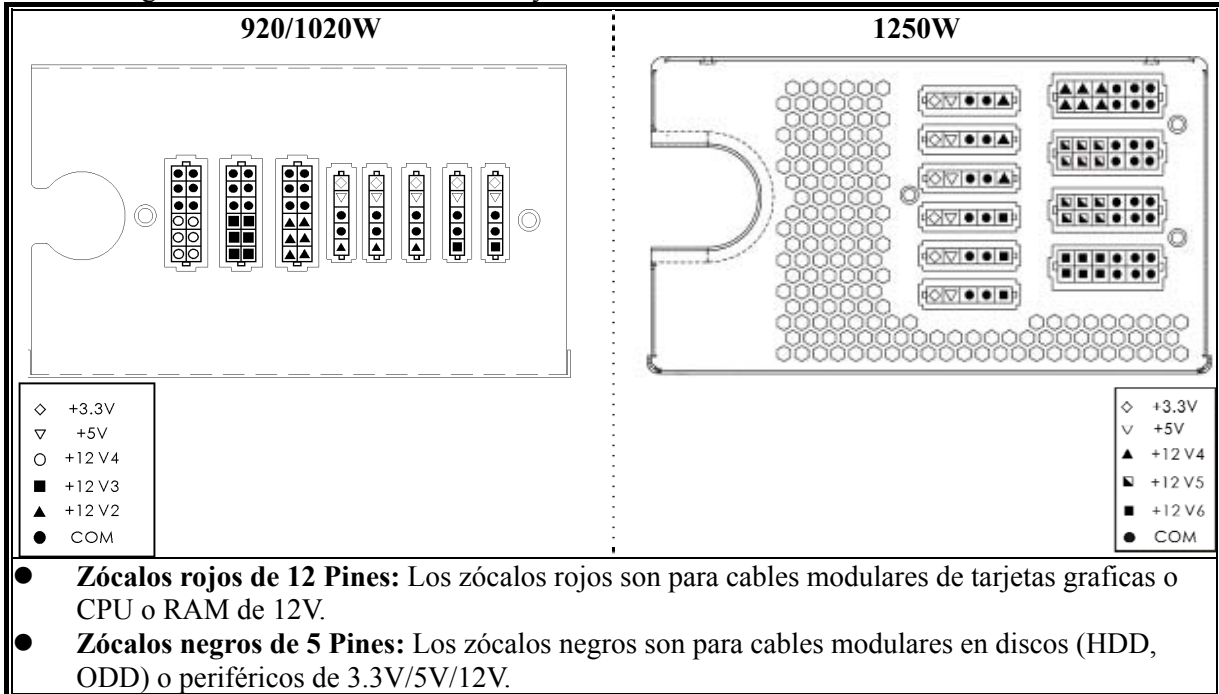 920/1020W
1250W
+3.3V
+5V
+12 V4
+12 V3
+12 V2
COM
+3.3V
+5V
+12 V4
+12 V5
+12 V6
COM
● Zócalos rojos de 12 Pines: Los zócalos rojos son para cables modulares de tarjetas graficas o
CPU o RAM de 12V.
● Zócalos negros de 5 Pines: Los zócalos negros son para cables modulares en discos (HDD,
ODD) o periféricos de 3.3V/5V/12V.